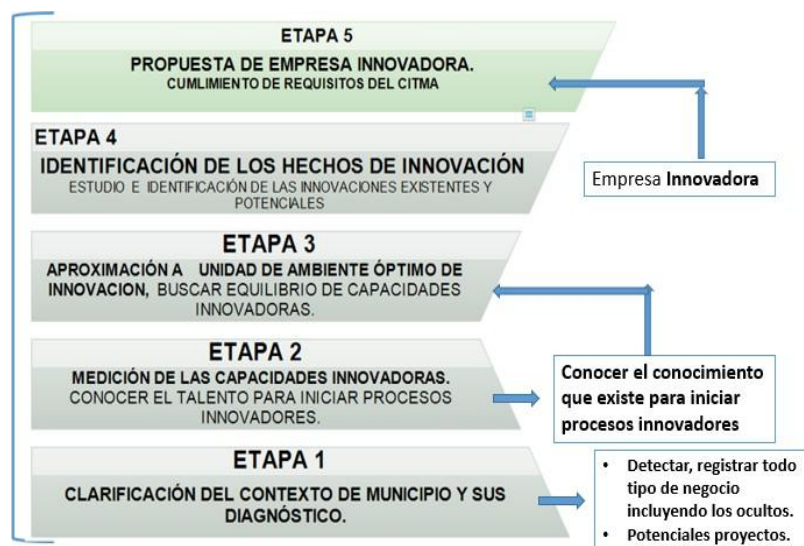 ETAPA 5
PROPUESTA DE EMPRESA INNOVADORA.
CUMLIMIENTO DE REQUISITOS DEL CITMA
ETAPA 4
IDENTIFICACIÓN DE LOS HECHOS DE INNOVACIÓN
ESTUDIO E IDENTIFICACIÓN DE LAS INNOVACIONES EXISTENTES Y
POTENCIALES
Empresa Innovadora
ETAPA 3
APROXIMACIÓN A UNIDAD DE AMBIENTE ÓPTIMO DE
INNOVACION, BUSCAR EQUILIBRIO DE CAPACIDADES
INNOVADORAS.
ETAPA 2
MEDICIÓN DE LAS CAPACIDADES INNOVADORAS.
CONOCER EL TALENTO PARA INICIAR PROCESOS
INNOVADORES.
Conocer el conocimiento
que existe para iniciar
procesos innovadores
ETAPA 1
CLARIFICACIÓN DEL CONTEXTO DE MUNICIPIO Y SUS
DIAGNÓSTICO.
• Detectar, registrar todo
tipo de negocio
incluyendo los ocultos.
• Potenciales proyectos.